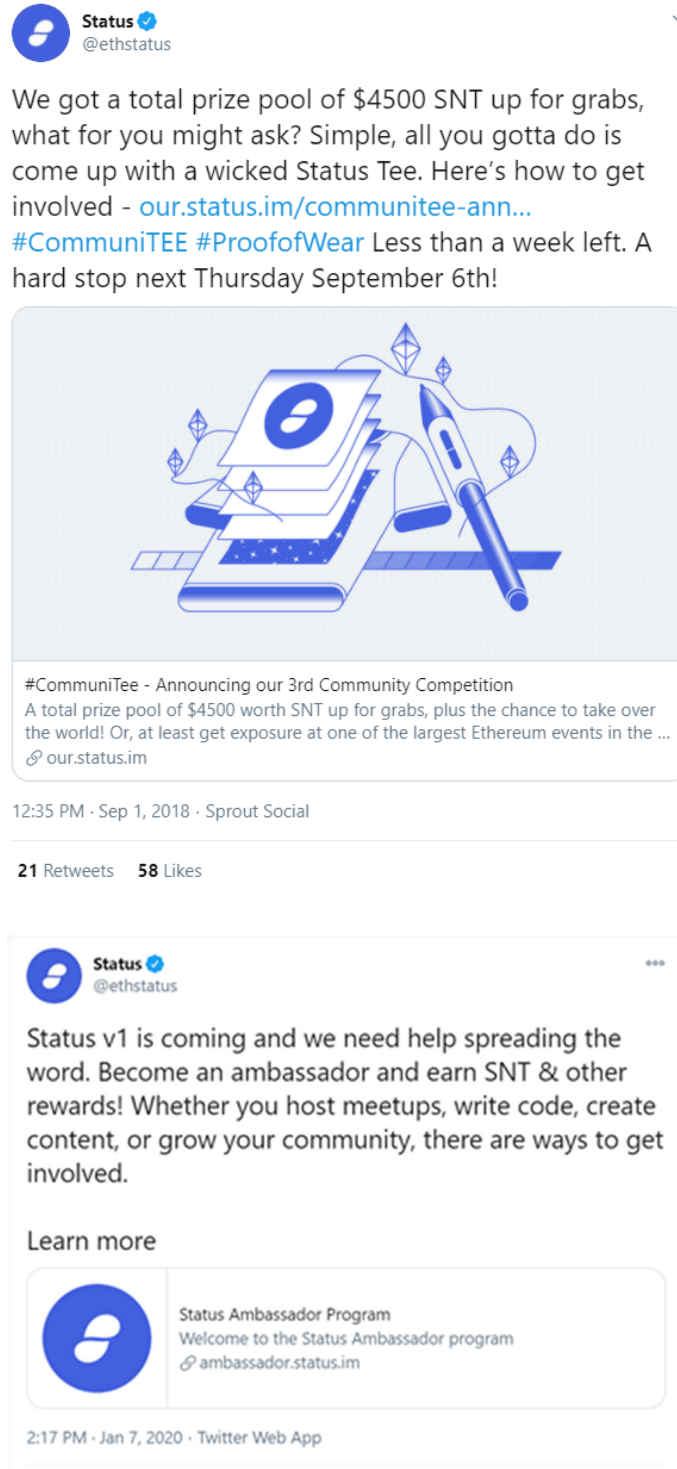 Status
@ethstatus
We got a total prize pool of $4500 SNT up for grabs,
what for you might ask? Simple, all you gotta do is
come up with a wicked Status Tee. Here’s how to get
involved - our.status.im/communitee-ann...
#CommuniTEE #ProofofWear Less than a week left. A
hard stop next Thursday September 6th!
#CommuniTee - Announcing our 3rd Community Competition
A total prize pool of $4500 worth SNT up for grabs, plus the chance to take over
the world! Or, at least get exposure at one of the largest Ethereum events in the ...
our.status.im
12:35 PM · Sep 1, 2018 · Sprout Social
21 Retweets 58 Likes
Status
@ethstatus
Status v1 is coming and we need help spreading the
word. Become an ambassador and earn SNT & other
rewards! Whether you host meetups, write code, create
content, or grow your community, there are ways to get
involved.
Learn more
Status Ambassador Program
Welcome to the Status Ambassador program
ambassador.status.im
2:17 PM · Jan 7, 2020 · Twitter Web App